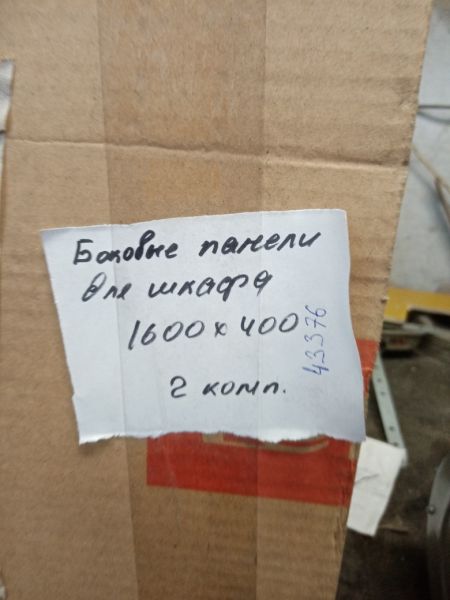 Боковые панели
для шкафа
1600 х 400
2 комп.
43376